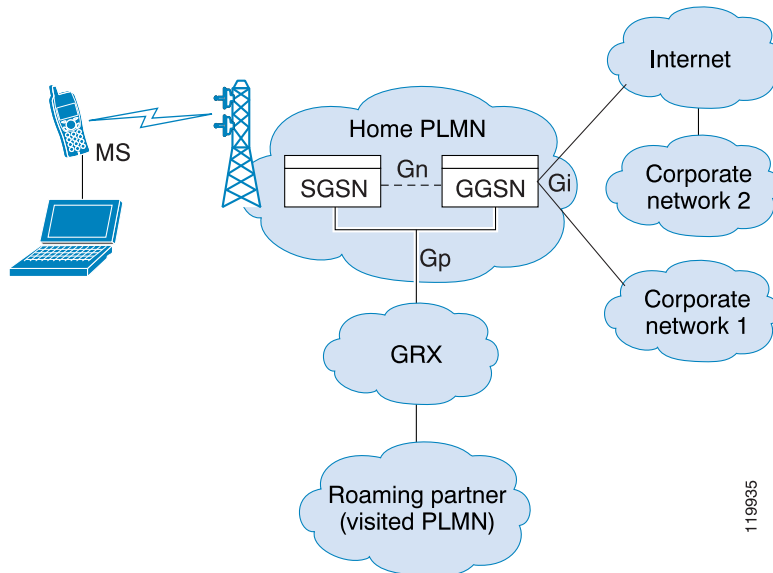 Internet
Home PLMN
MS
SGSN
Gn
GGSN
Gi
Corporate
network 2
Gp
Corporate
network 1
GRX
Roaming partner
(visited PLMN)
119935